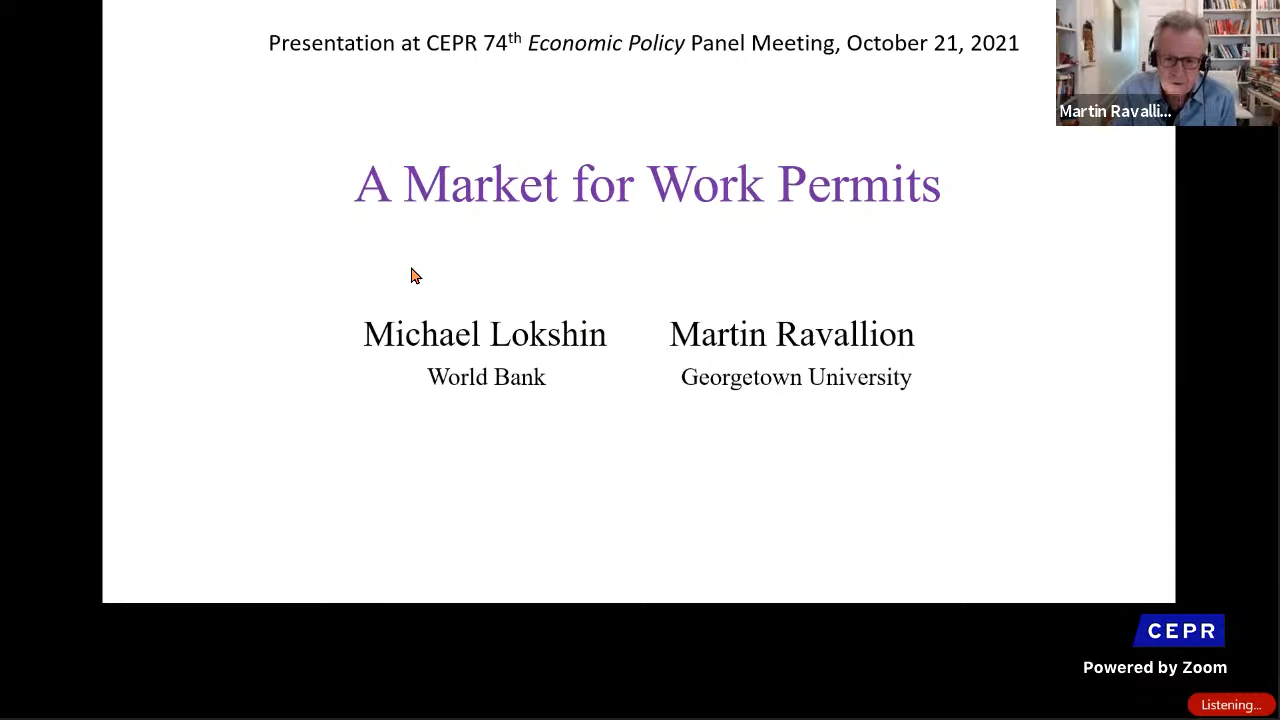 Presentation at CEPR 74th Economic Policy Panel Meeting, October 21, 2021
Martin Ravalli...
A Market for Work Permits
Michael Lokshin Martin Ravallion
World Bank Georgetown University
CEPR
Powered by Zoom
Listening...